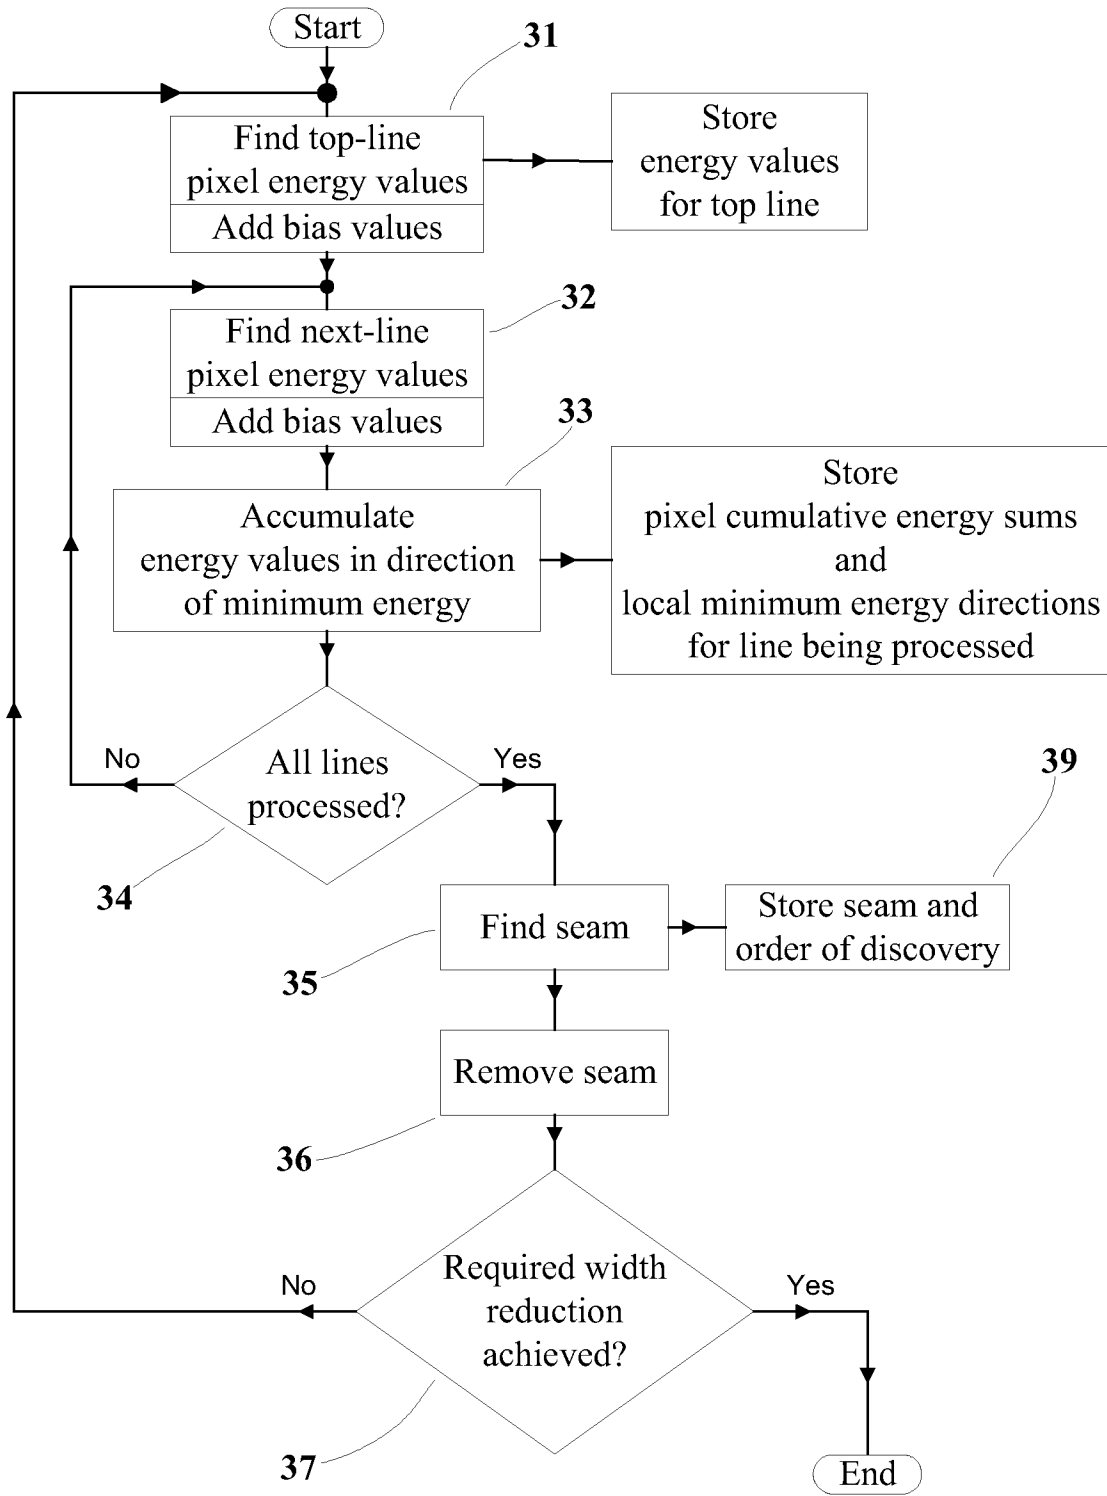 Start
31
Find top-line
pixel energy values
Add bias values
Store
energy values
for top line
32
Find next-line
pixel energy values
Add bias values
33
Accumulate
energy values in direction
of minimum energy
Store
pixel cumulative energy sums
and
local minimum energy directions
for line being processed
No
All lines
processed?
Yes
34
39
Find seam
Store seam and
order of discovery
35
Remove seam
36
No
Required width
reduction
achieved?
Yes
37
End